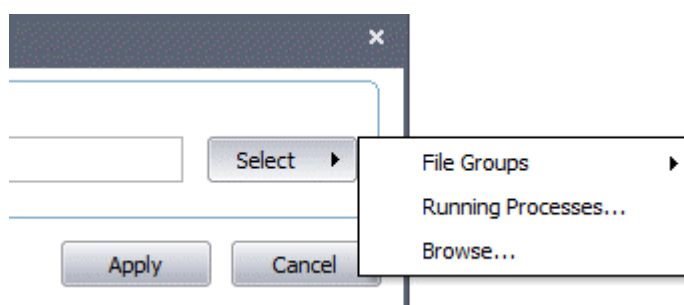 Select
File Groups
Running Processes...
Browse...
Apply
Cancel